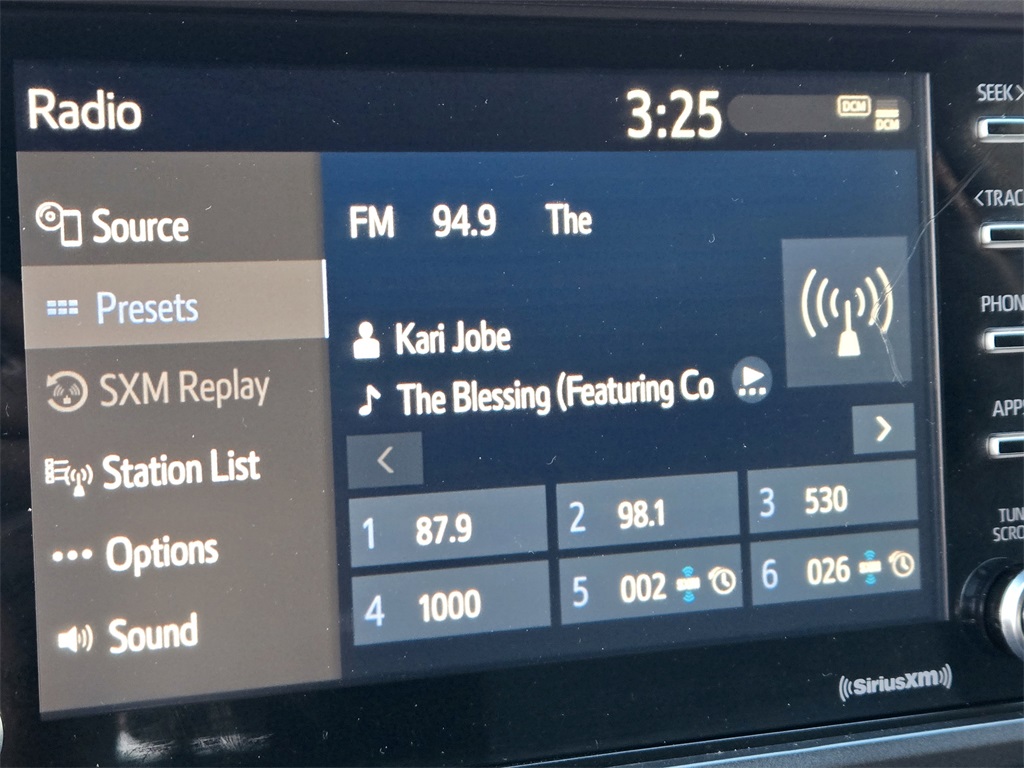 Radio
3:25
DCM
DCM
SEEK>
Source
FM 94.9 The
<TRAC
Presets
PHON
Kari Jobe
SXM Replay
The Blessing (Featuring Co
APP
Station List
1 87.9
2 98.1
3 530
TUN
SCRO
Options
4 1000
5 002
6 026
Sound
SiriusXM